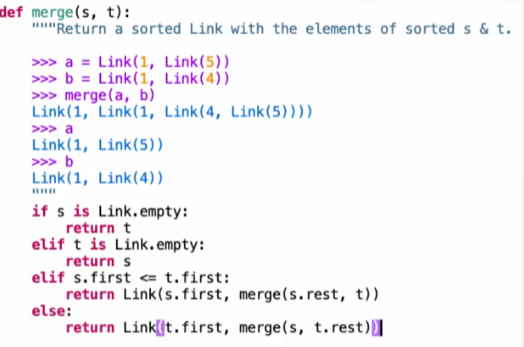 def merge(s, t):
    """Return a sorted Link with the elements of sorted s & t.
    >>> a = Link(1, Link(5))
    >>> b = Link(1, Link(4))
    >>> merge(a, b)
    Link(1, Link(1, Link(4, Link(5))))
    >>> a
    Link(1, Link(5))
    >>> b
    Link(1, Link(4))
    """
    if s is Link.empty:
        return t
    elif t is Link.empty:
        return s
    elif s.first <= t.first:
        return Link(s.first, merge(s.rest, t))
    else:
        return Link(t.first, merge(s, t.rest))